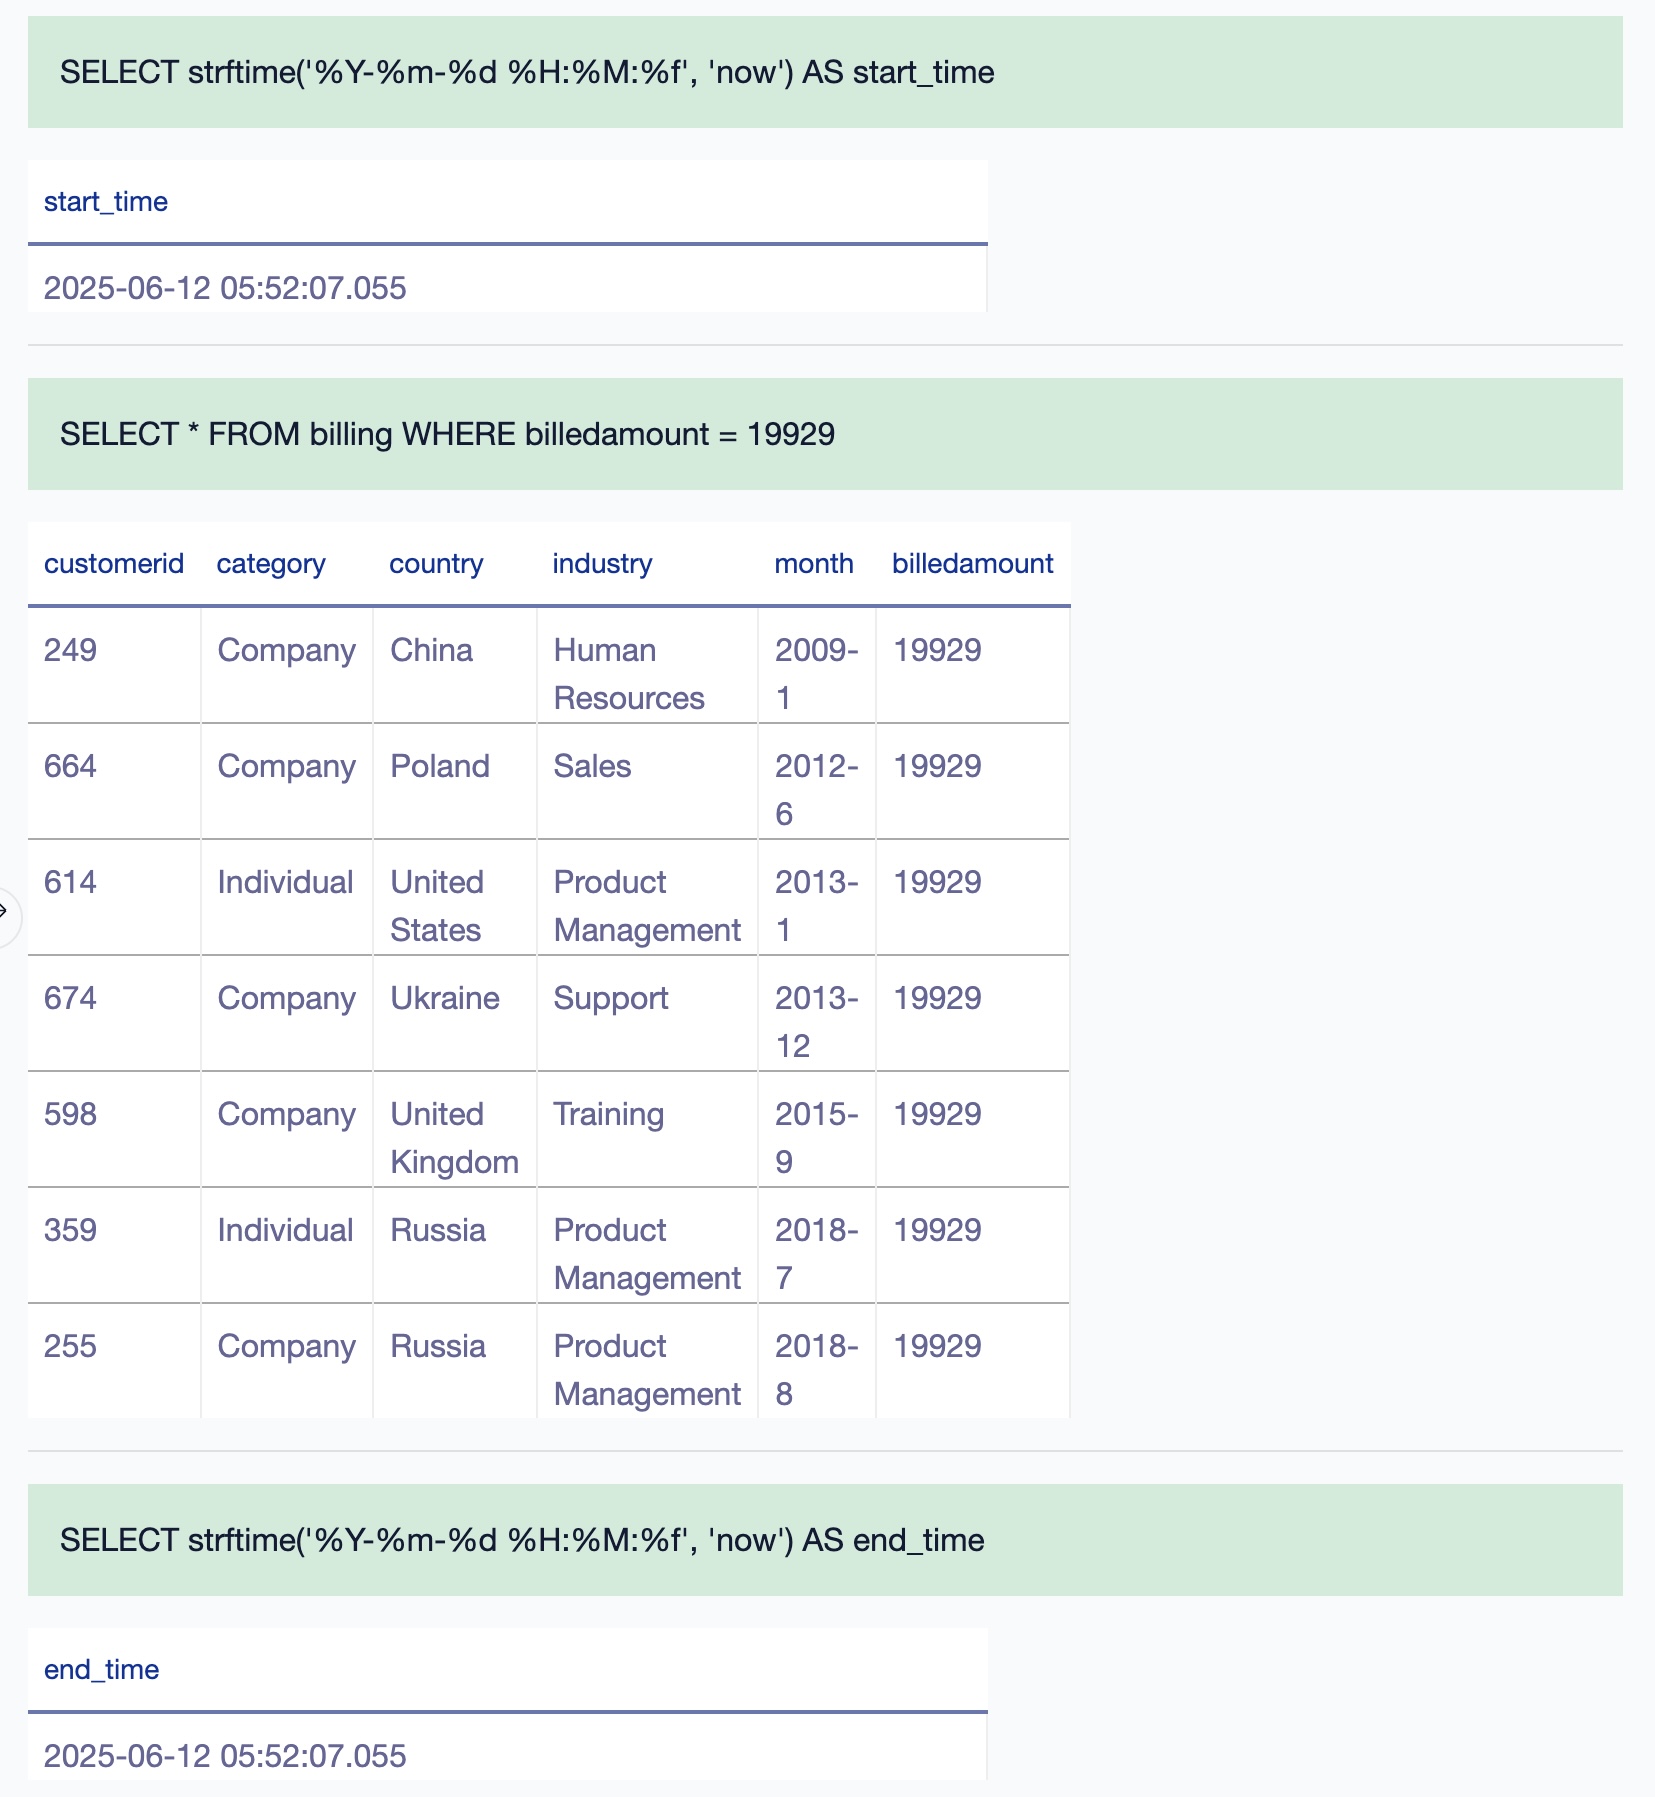 SELECT strftime('%Y-%m-%d %H:%M:%f', 'now') AS start_time
start_time
2025-06-12 05:52:07.055
SELECT * FROM billing WHERE billedamount = 19929
customerid category country industry month billedamount
249 Company China Human 2009- 19929
Resources 1
664 Company Poland Sales 2012- 19929
6
614 Individual United Product 2013- 19929
States Management 1
674 Company Ukraine Support 2013- 19929
12
598 Company United Training 2015- 19929
Kingdom 9
359 Individual Russia Product 2018- 19929
Management 7
255 Company Russia Product 2018- 19929
Management 8
SELECT strftime('%Y-%m-%d %H:%M:%f', 'now') AS end_time
end_time
2025-06-12 05:52:07.055